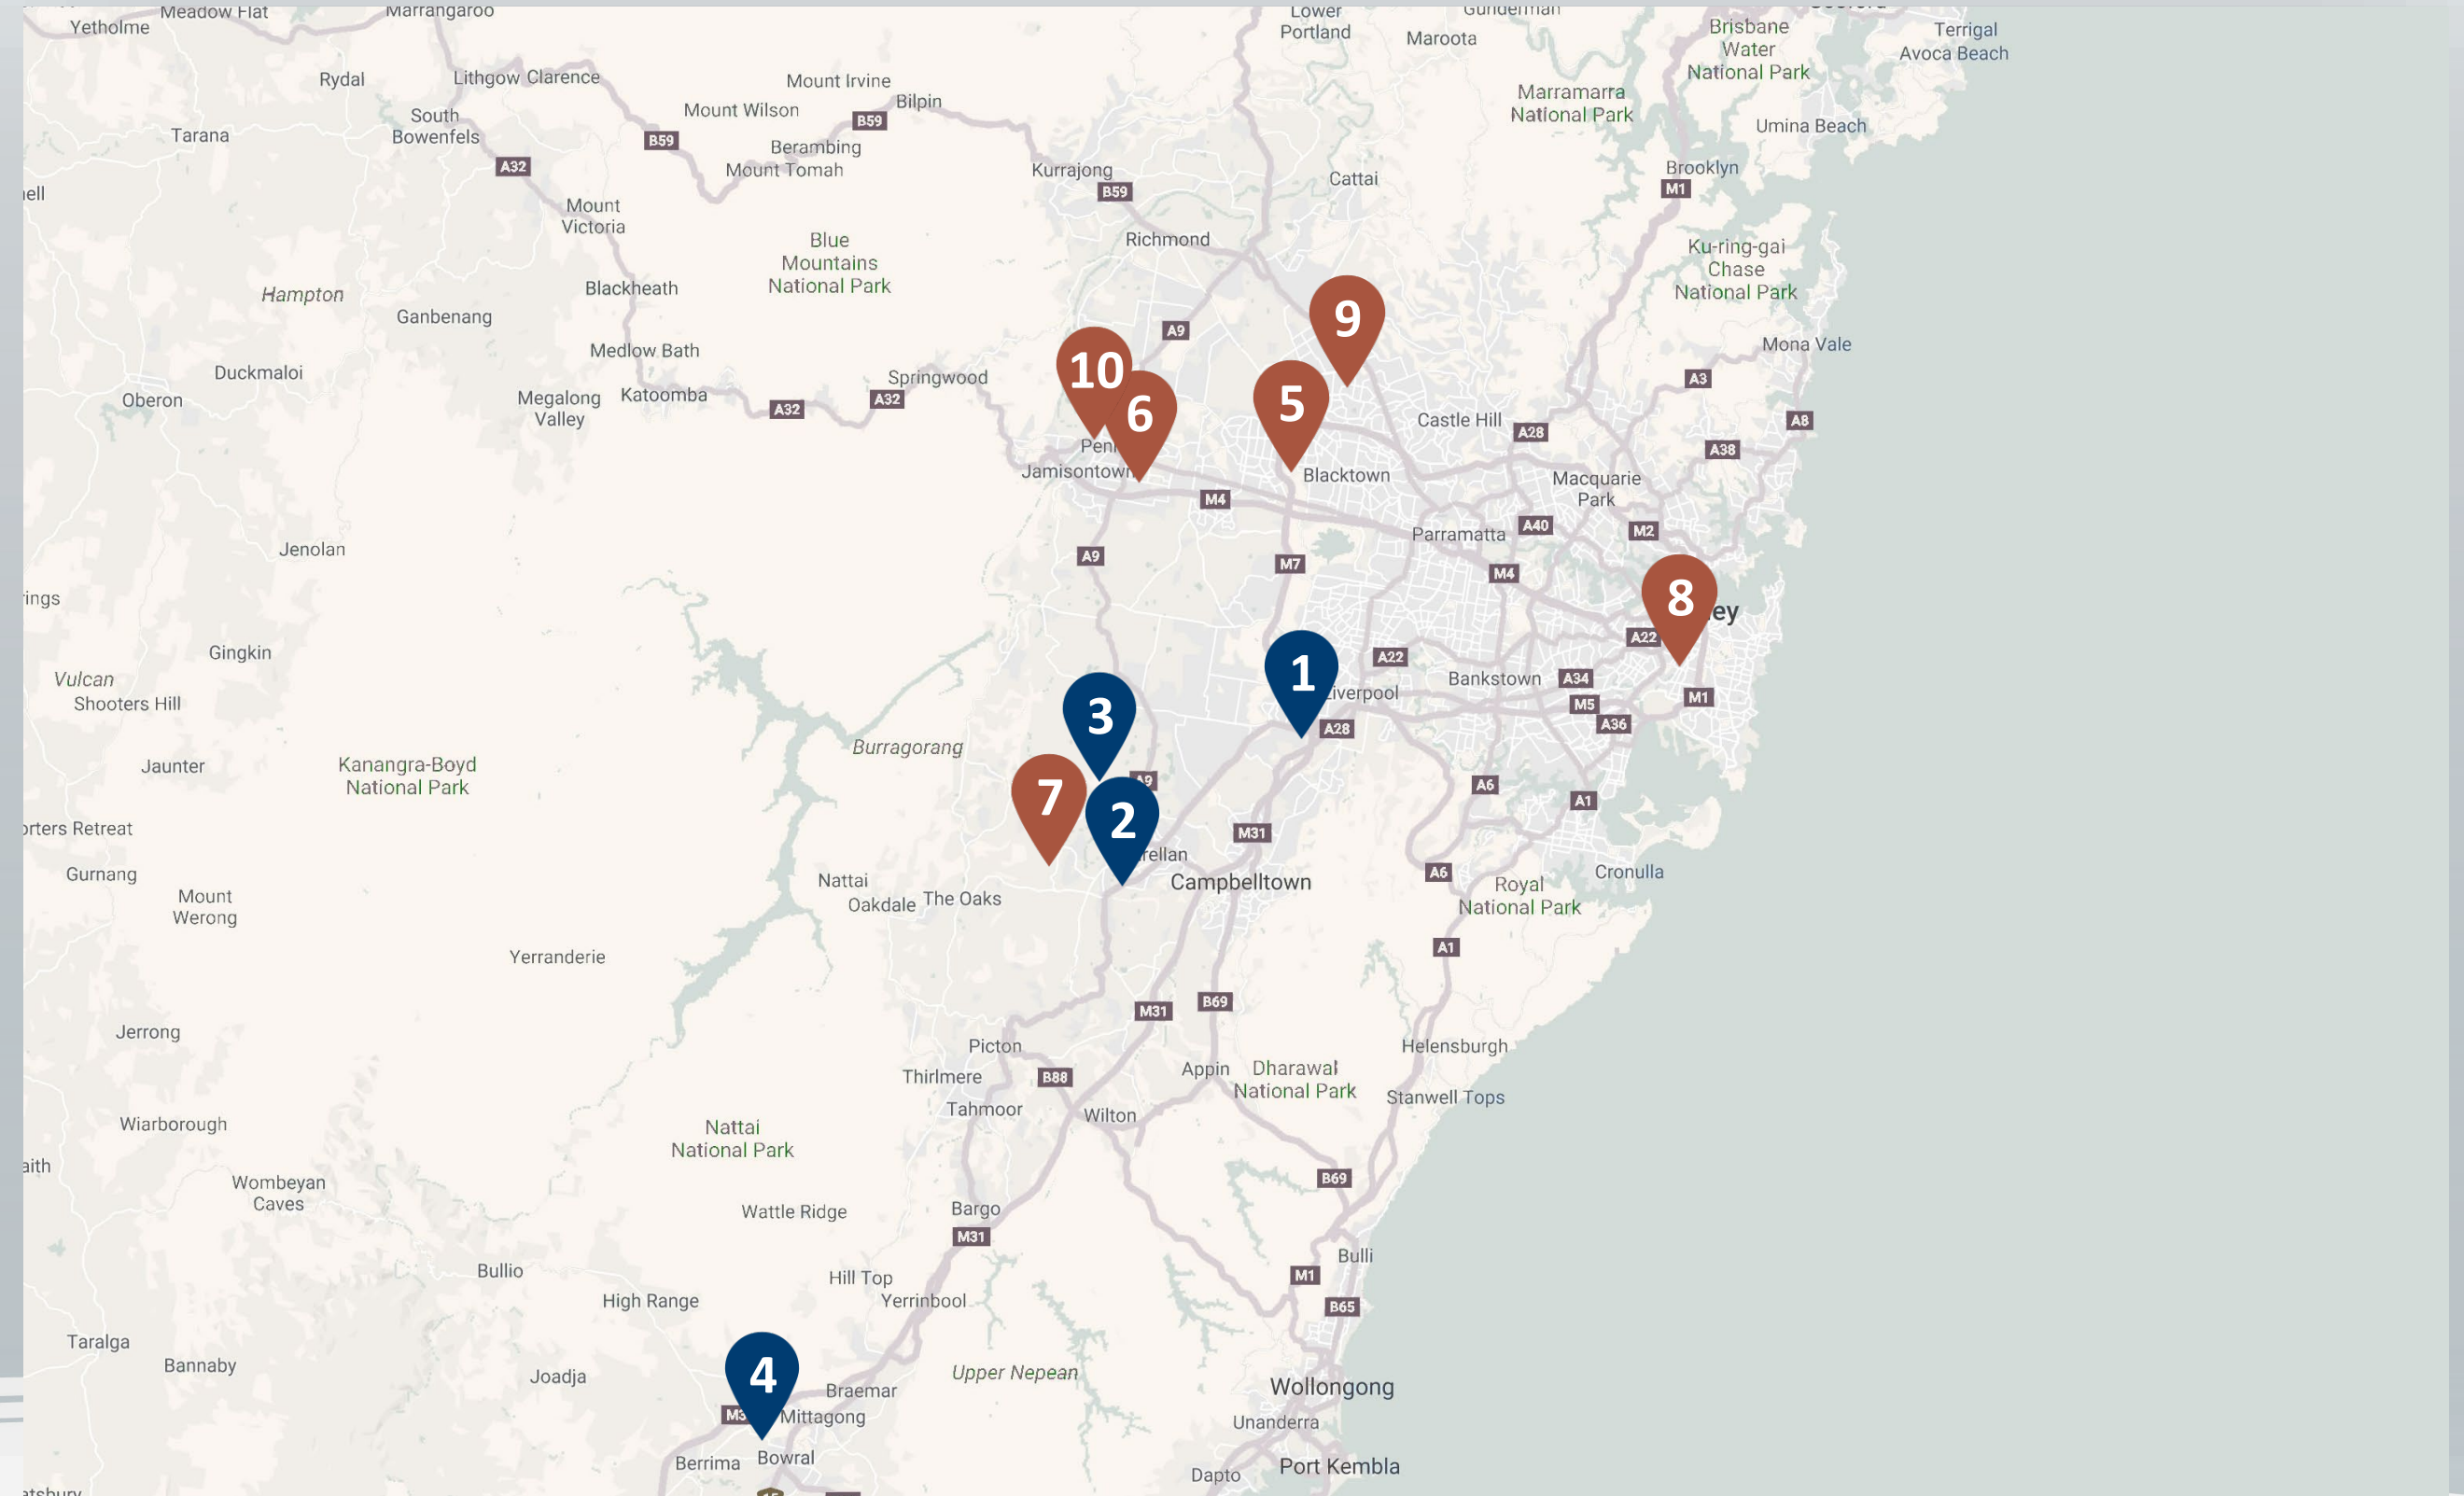 Meadow Flat
Marrangaroo
Yetholme
Lower
Portland
Gunderman
Maroota
Brisbane
Water
National Park
Terrigal
Avoca Beach
Rydal
Lithgow Clarence
Mount Irvine
Mount Wilson
Bilpin
B59
Marramarra
National Park
Umina Beach
South
Bowenfels
Tarana
B59
Berambing
Mount Tomah
A32
Kurrajong
B59
Cattai
Brooklyn
M1
Mount
Victoria
Blue
Mountains
National Park
Richmond
Ku-ring-gai
Chase
National Park
Hampton
Blackheath
Ganbenang
9
A9
Medlow Bath
Mona Vale
10
Duckmaloi
Oberon
Megalong
Valley
Katoomba
Springwood
A32
A32
6
5
A3
Castle Hill
A28
A8
A38
Jamisontown
Blacktown
Macquarie
Park
M4
Parramatta
A40
M2
Jenolan
A9
M7
M4
8
ey
A22
Gingkin
Vulcan
Shooters Hill
1
A22
Liverpool
Bankstown
A34
M5
M1
A36
3
A28
Burragorang
Jaunter
Kanangra-Boyd
National Park
A9
7
2
A6
A1
orters Retreat
M31
rellan
Gurnang
Mount
Werong
Nattai
Oakdale
The Oaks
Campbelltown
A6
Royal
National Park
Cronulla
Yerranderie
A1
M31
B69
Jerrong
Picton
Thirlmere
B88
Appin
Dharawal
National Park
Helensburgh
Stanwell Tops
Tahmoor
Wilton
Wiarborough
Nattai
National Park
Wombeyan
Caves
B69
Wattle Ridge
Bargo
M31
Bullio
High Range
Hill Top
Yerrinbool
Bulli
M1
B65
Taralga
Bannaby
Joadja
4
Upper Nepean
Braemar
Mittagong
Wollongong
Unanderra
Berrima
Bowral
Dapto
Port Kembla